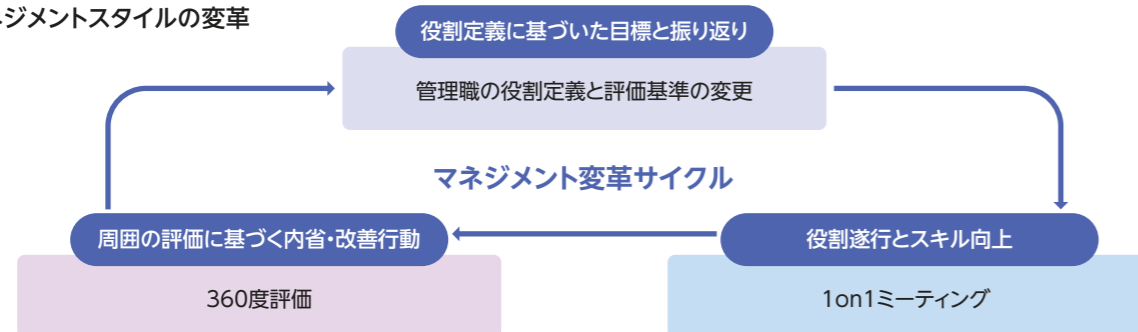 ネジメントスタイルの変革
役割定義に基づいた目標と振り返り
管理職の役割定義と評価基準の変更
マネジメント変革サイクル
周囲の評価に基づく内省・改善行動
役割遂行とスキル向上
360度評価
1on1ミーティング